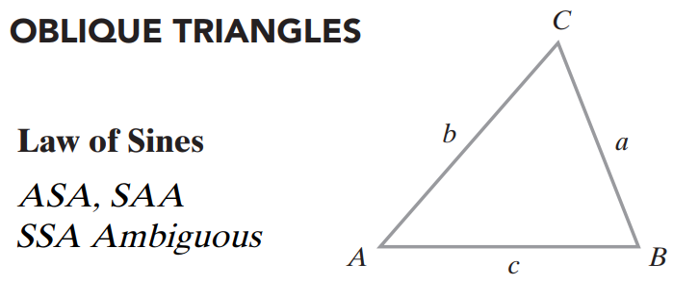 OBLIQUE TRIANGLES
Law of Sines
ASA, SAA
SSA Ambiguous
C
b
a
A
c
B